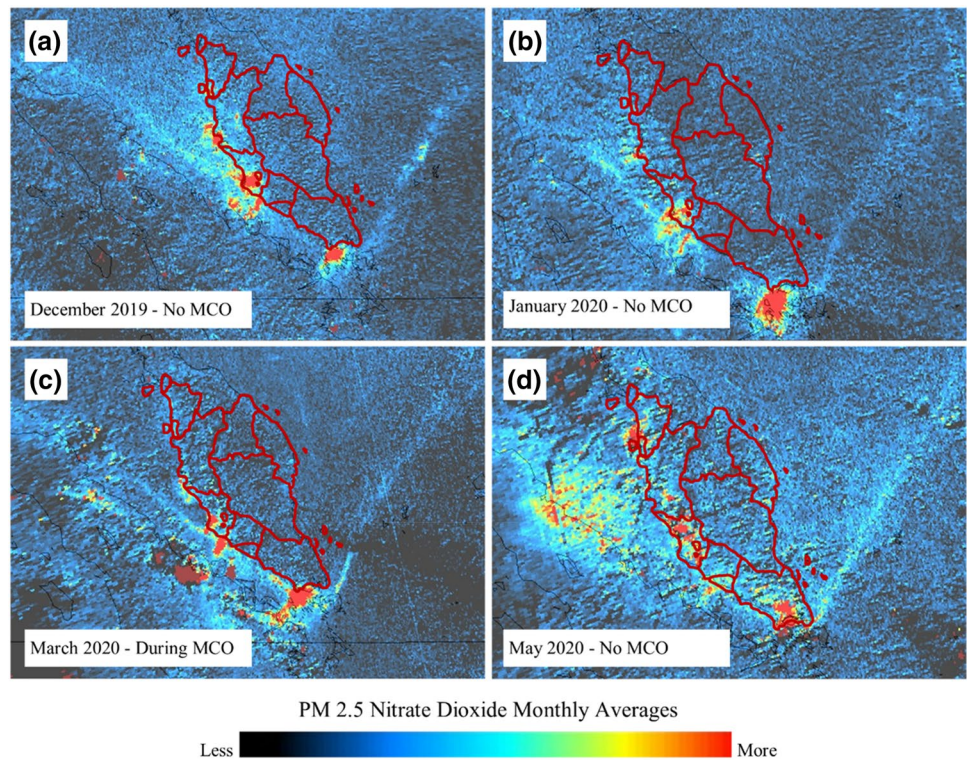 (a)
December 2019 - No MCO
(b)
January 2020 - No MCO
(c)
March 2020 - During MCO
(d)
May 2020 - No MCO
PM 2.5 Nitrate Dioxide Monthly Averages
Less
More